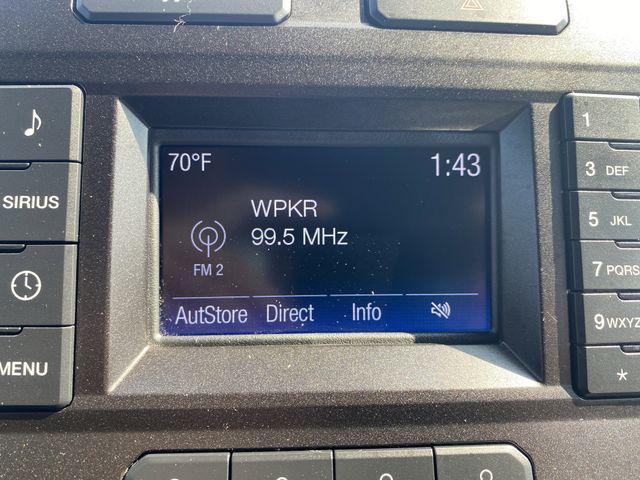 70°F 1:43
WPKR
99.5 MHz
FM 2
AutStore Direct Info
SIRIUS
MENU
1
3 DEF
5 JKL
7 PQRS
9 WXYZ
*